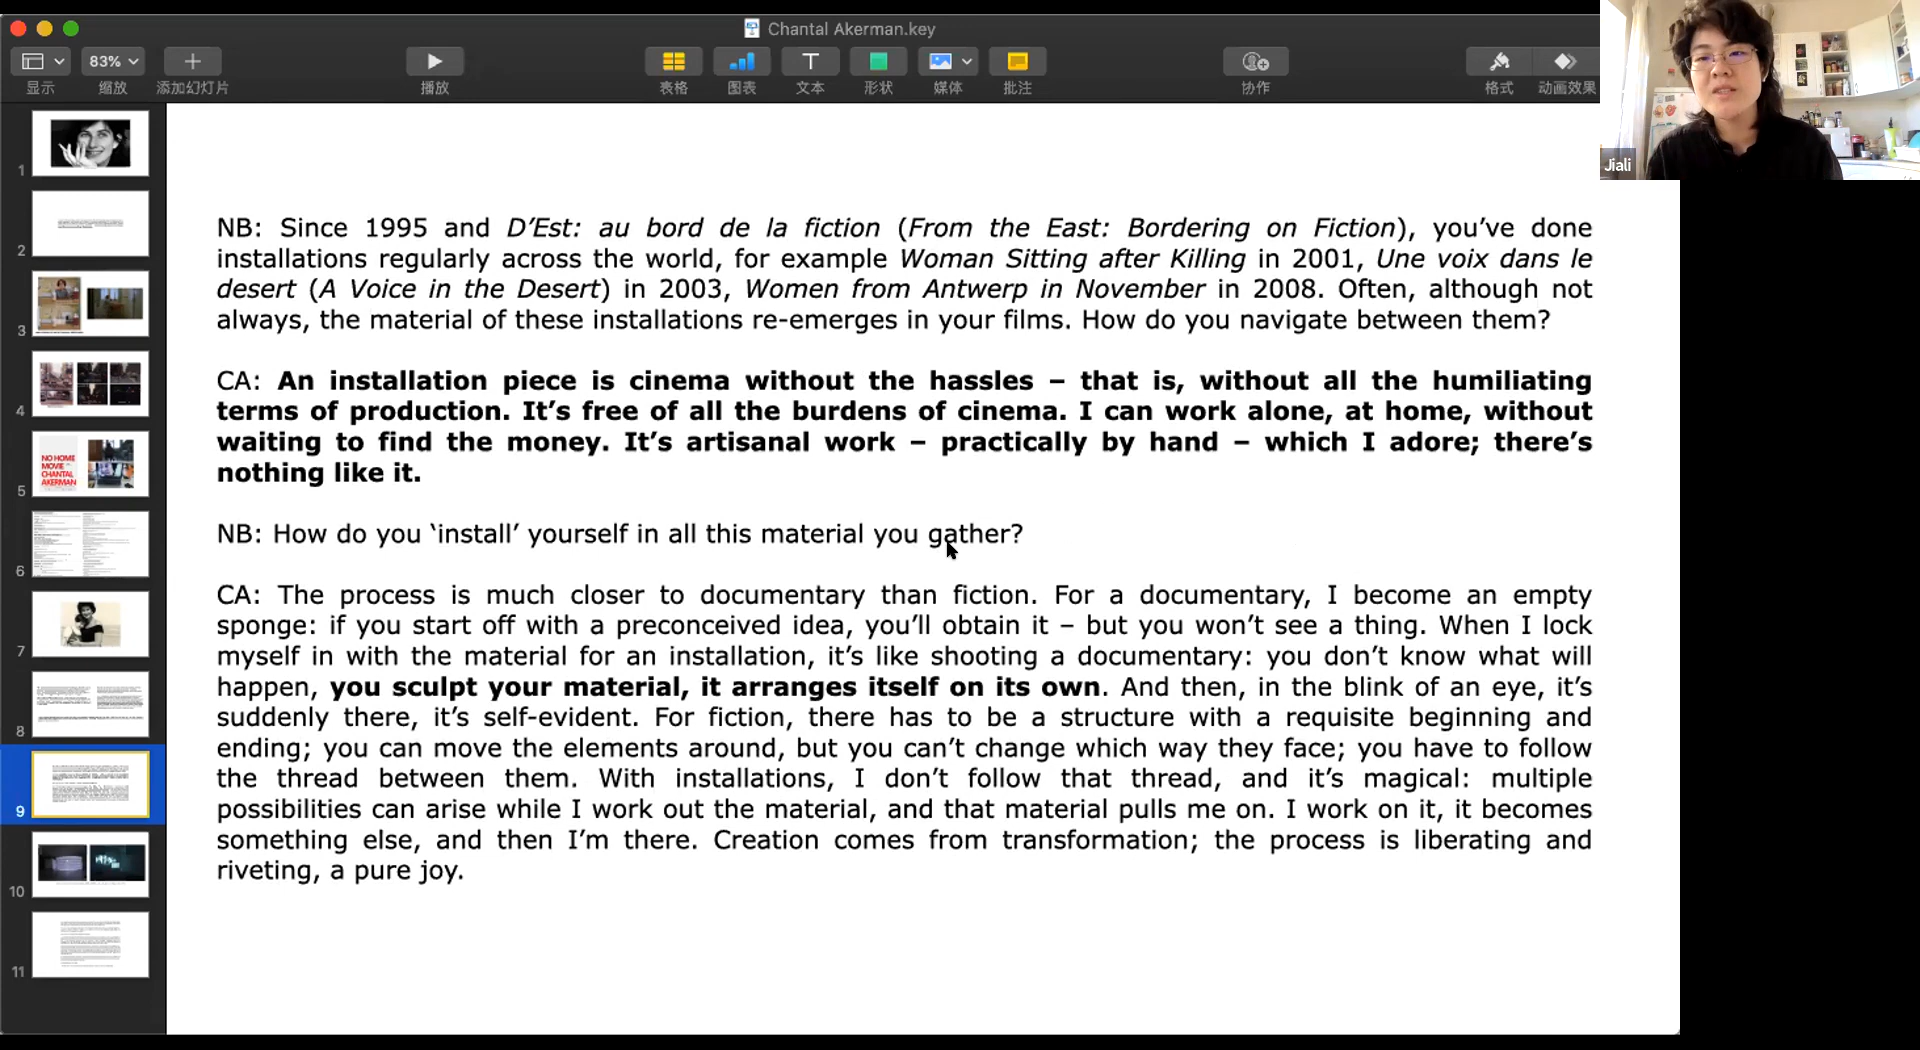 Chantal Akerman.key
83%
显示
缩放
添加幻灯片
播放
表格
图表
文本
形状
媒体
批注
协作
格式
动画效果
Jiali
1
2
3
4
5
NO HOME
MOVIE
CHANTAL
AKERMAN
6
7
8
9
10
11
NB: Since 1995 and D’Est: au bord de la fiction (From the East: Bordering on Fiction), you’ve done
installations regularly across the world, for example Woman Sitting after Killing in 2001, Une voix dans le
desert (A Voice in the Desert) in 2003, Women from Antwerp in November in 2008. Often, although not
always, the material of these installations re-emerges in your films. How do you navigate between them?
CA: An installation piece is cinema without the hassles – that is, without all the humiliating
terms of production. It’s free of all the burdens of cinema. I can work alone, at home, without
waiting to find the money. It’s artisanal work – practically by hand – which I adore; there’s
nothing like it.
NB: How do you ‘install’ yourself in all this material you gather?
CA: The process is much closer to documentary than fiction. For a documentary, I become an empty
sponge: if you start off with a preconceived idea, you’ll obtain it – but you won’t see a thing. When I lock
myself in with the material for an installation, it’s like shooting a documentary: you don’t know what will
happen, you sculpt your material, it arranges itself on its own. And then, in the blink of an eye, it’s
suddenly there, it’s self-evident. For fiction, there has to be a structure with a requisite beginning and
ending; you can move the elements around, but you can’t change which way they face; you have to follow
the thread between them. With installations, I don’t follow that thread, and it’s magical: multiple
possibilities can arise while I work out the material, and that material pulls me on. I work on it, it becomes
something else, and then I’m there. Creation comes from transformation; the process is liberating and
riveting, a pure joy.